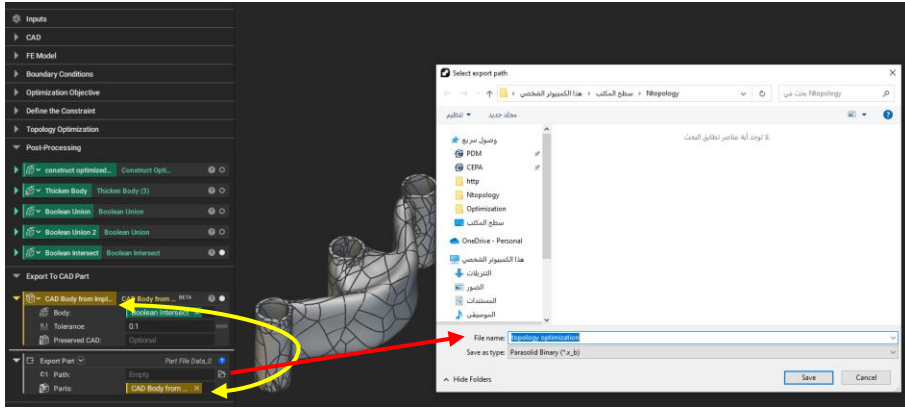 Inputs
CAD
FE Model
Boundary Conditions
Optimization Objective
Define the Constraint
Topology Optimization
Post-Processing
construct optimized... Construct Opti...
Thicken Body Thicken Body (3)
Boolean Union Boolean Union
Boolean Union 2 Boolean Union
Boolean Intersect Boolean Intersect
Export To CAD Part
CAD Body from Impl... CAD Body from ... BETA
Body: Boolean Intersect
Tolerance: 0.1 mm
Preserved CAD: Optional
Export Part Part File Data_0
Path: Empty
Parts: CAD Body from ...
Select export path
هذا الكمبيوتر الشخصي › سطح المكتب › Ntopology
بحث في Ntopology
تنظيم مجلد جديد
لا توجد أية عناصر تطابق البحث.
وصول سريع
PDM
CEPA
http
Ntopology
Optimization
سطح المكتب
OneDrive - Personal
هذا الكمبيوتر الشخصي
التنزيلات
الصور
المستندات
الموسيقى
File name: topology optimization
Save as type: Parasolid Binary (*.x_b)
Hide Folders
Save Cancel